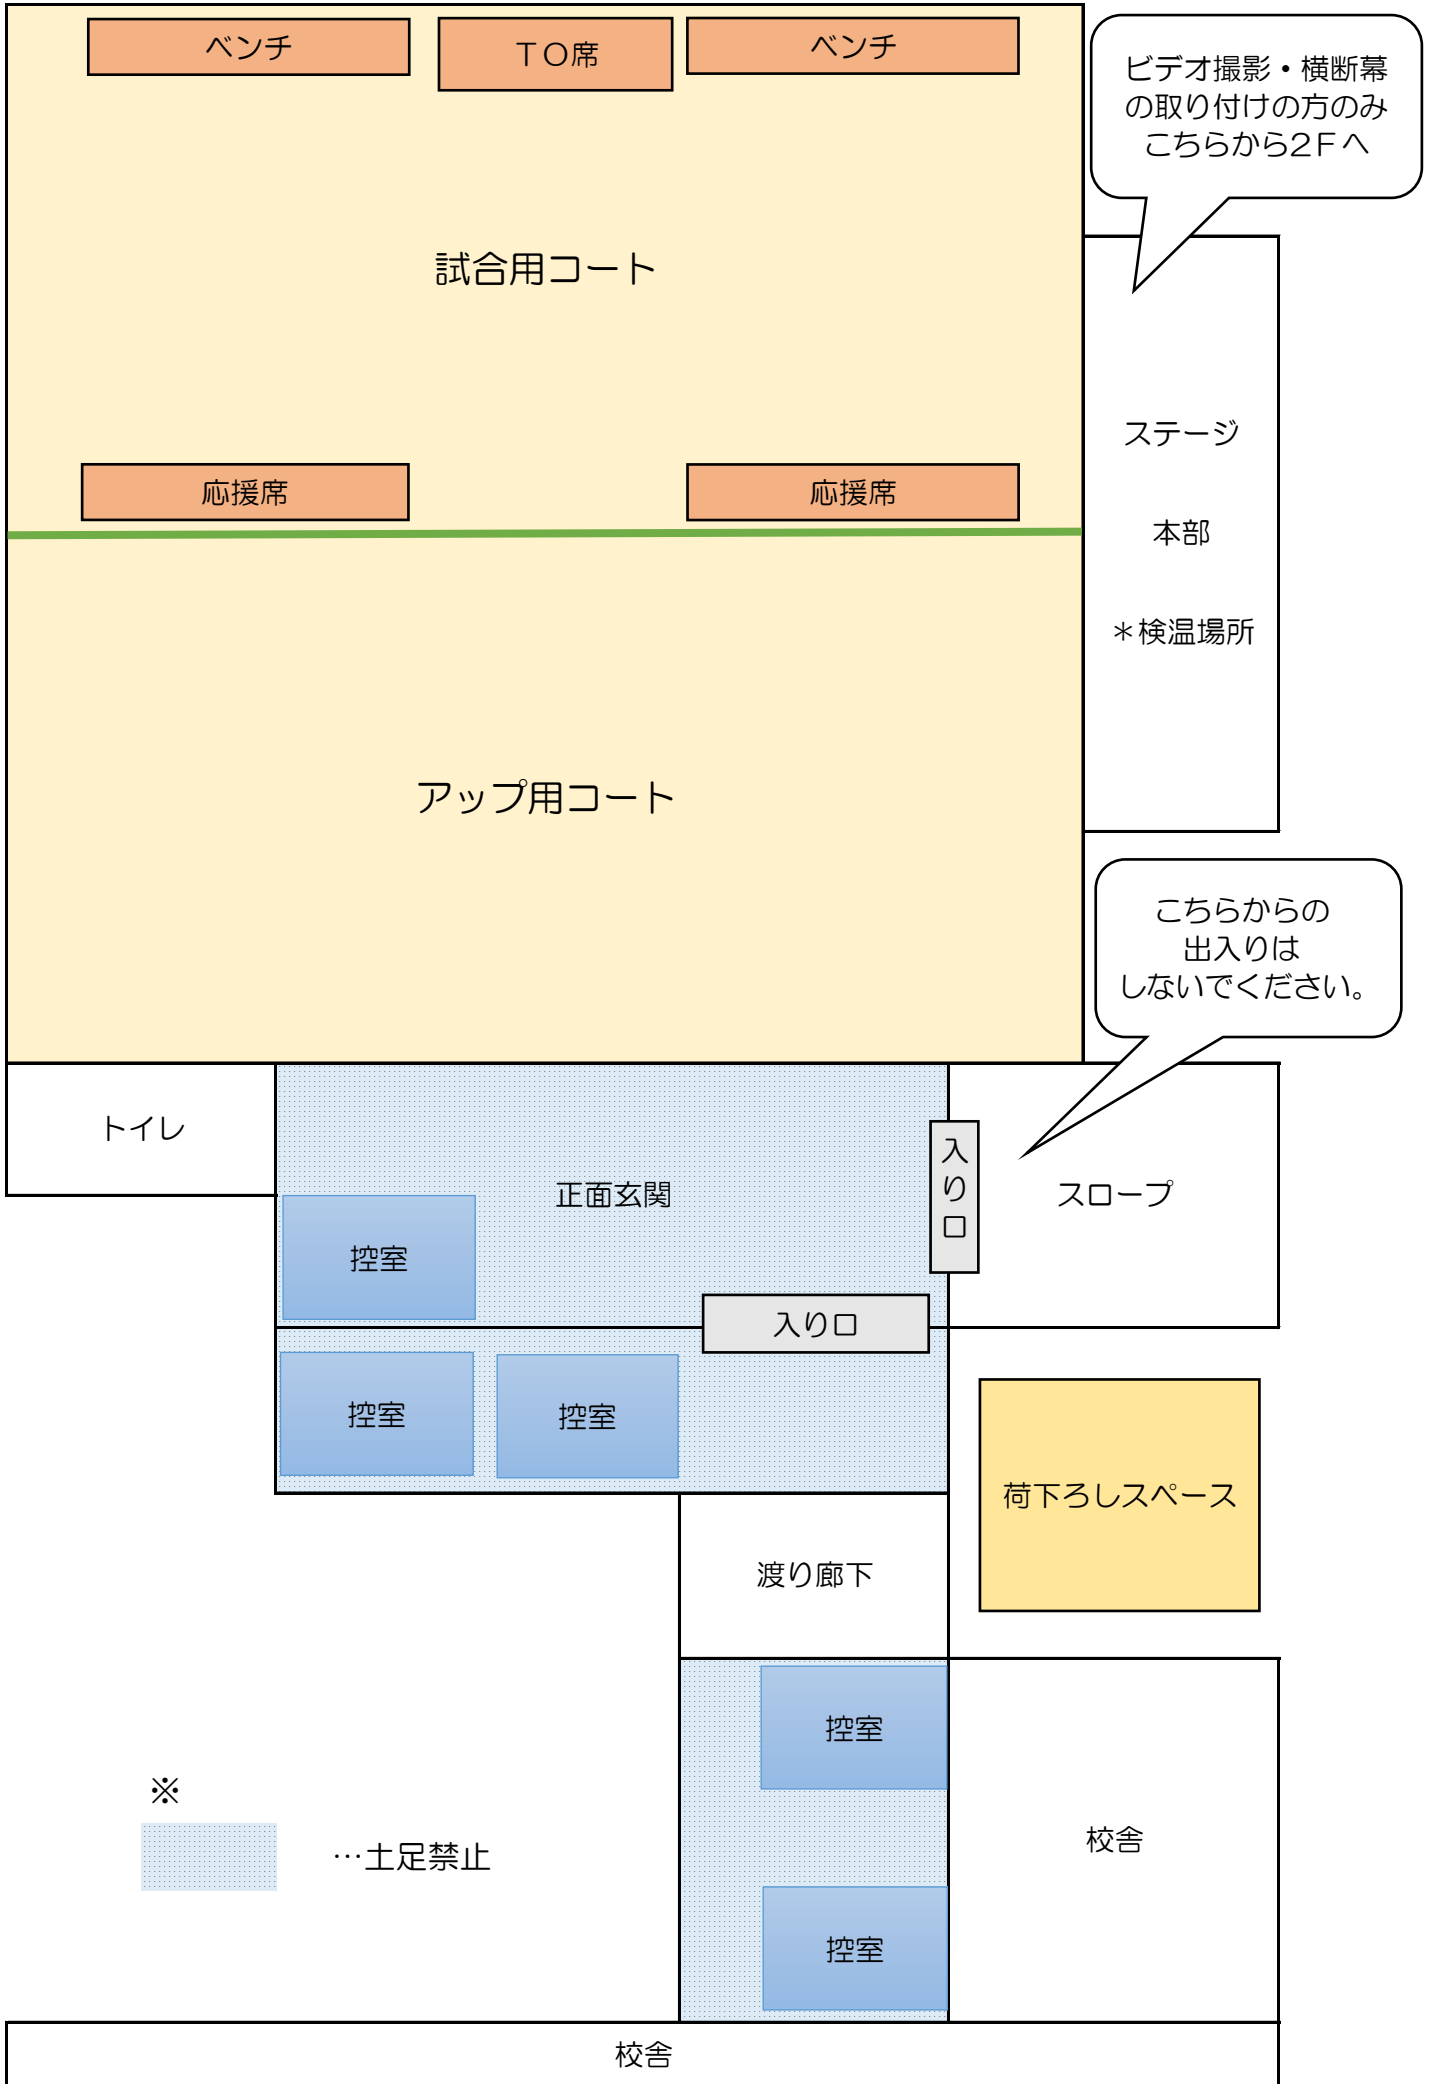 ベンチ
ＴＯ席
ベンチ
ビデオ撮影・横断幕
の取り付けの方のみ
こちらから2Ｆへ
試合用コート
ステージ
本部
＊検温場所
応援席
応援席
アップ用コート
こちらからの
出入りは
しないでください。
トイレ
正面玄関
入り口
スロープ
控室
入り口
控室
控室
荷下ろしスペース
渡り廊下
控室
※
…土足禁止
校舎
控室
校舎